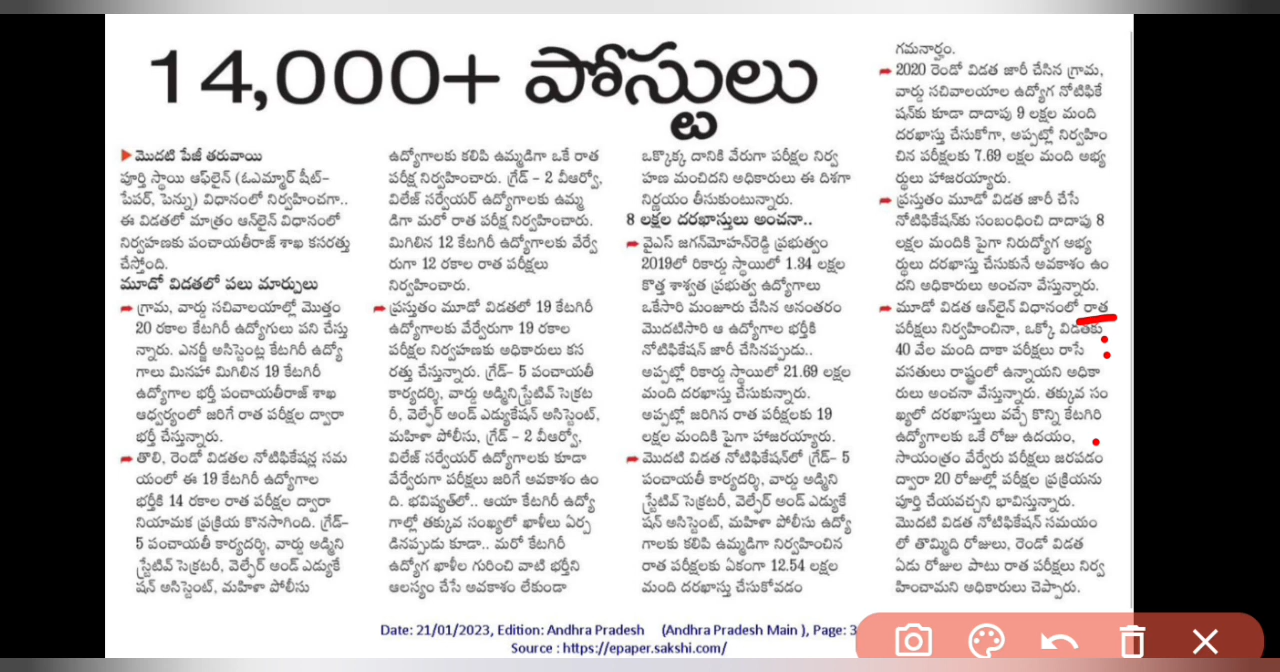 14,000+ పోస్టులు
▶ మొదటి పేజీ తరువాయి
పూర్తి స్థాయి ఆఫ్‌లైన్ (ఓఎమ్మార్ షీట్–
పేపర్, పెన్ను) విధానంలో నిర్వహించగా..
ఈ విడతలో మాత్రం ఆన్‌లైన్ విధానంలో
నిర్వహణకు పంచాయతీరాజ్ శాఖ కసరత్తు
చేస్తోంది.
మూడో విడతలో పలు మార్పులు
➡ గ్రామ, వార్డు సచివాలయాల్లో మొత్తం
20 రకాల కేటగిరీ ఉద్యోగులు పని చేస్తు
న్నారు. ఎనర్జీ అసిస్టెంట్ల కేటగిరీ ఉద్యో
గాలు మినహా మిగిలిన 19 కేటగిరీ
ఉద్యోగాల భర్తీ పంచాయతీరాజ్ శాఖ
ఆధ్వర్యంలో జరిగే రాత పరీక్షల ద్వారా
భర్తీ చేస్తున్నారు.
➡ తొలి, రెండో విడతల నోటిఫికేషన్ల సమ
యంలో ఈ 19 కేటగిరీ ఉద్యోగాల
భర్తీకి 14 రకాల రాత పరీక్షల ద్వారా
నియామక ప్రక్రియ కొనసాగింది. గ్రేడ్–
5 పంచాయతీ కార్యదర్శి, వార్డు అడ్మిని
స్ట్రేటివ్ సెక్రటరీ, వెల్ఫేర్ అండ్ ఎడ్యుకే
షన్ అసిస్టెంట్, మహిళా పోలీసు
ఉద్యోగాలకు కలిపి ఉమ్మడిగా ఒకే రాత
పరీక్ష నిర్వహించారు. గ్రేడ్ – 2 వీఆర్వో,
విలేజ్ సర్వేయర్ ఉద్యోగాలకు ఉమ్మ
డిగా మరో రాత పరీక్ష నిర్వహించారు.
మిగిలిన 12 కేటగిరీ ఉద్యోగాలకు వేర్వే
రుగా 12 రకాల రాత పరీక్షలు
నిర్వహించారు.
➡ ప్రస్తుతం మూడో విడతలో 19 కేటగిరీ
ఉద్యోగాలకు వేర్వేరుగా 19 రకాల
పరీక్షల నిర్వహణకు అధికారులు కస
రత్తు చేస్తున్నారు. గ్రేడ్– 5 పంచాయతీ
కార్యదర్శి, వార్డు అడ్మినిస్ట్రేటివ్ సెక్రట
రీ, వెల్ఫేర్ అండ్ ఎడ్యుకేషన్ అసిస్టెంట్,
మహిళా పోలీసు, గ్రేడ్ – 2 వీఆర్వో,
విలేజ్ సర్వేయర్ ఉద్యోగాలకు కూడా
వేర్వేరుగా పరీక్షలు జరిగే అవకాశం ఉం
ది. భవిష్యత్‌లో.. ఆయా కేటగిరీ ఉద్యో
గాల్లో తక్కువ సంఖ్యలో ఖాళీలు ఏర్ప
డినప్పుడు కూడా.. మరో కేటగిరీ
ఉద్యోగ ఖాళీల గురించి వాటి భర్తీని
ఆలస్యం చేసే అవకాశం లేకుండా
ఒక్కొక్క దానికి వేరుగా పరీక్షల నిర్వ
హణ మంచిదని అధికారులు ఈ దిశగా
నిర్ణయం తీసుకుంటున్నారు.
8 లక్షల దరఖాస్తులు అంచనా..
➡ వైఎస్ జగన్‌మోహన్‌రెడ్డి ప్రభుత్వం
2019లో రికార్డు స్థాయిలో 1.34 లక్షల
కొత్త శాశ్వత ప్రభుత్వ ఉద్యోగాలు
ఒకేసారి మంజూరు చేసిన అనంతరం
మొదటిసారి ఆ ఉద్యోగాల భర్తీకి
నోటిఫికేషన్ జారీ చేసినప్పుడు..
అప్పట్లో రికార్డు స్థాయిలో 21.69 లక్షల
మంది దరఖాస్తు చేసుకున్నారు.
అప్పట్లో జరిగిన రాత పరీక్షలకు 19
లక్షల మందికి పైగా హాజరయ్యారు.
➡ మొదటి విడత నోటిఫికేషన్‌లో గ్రేడ్– 5
పంచాయతీ కార్యదర్శి, వార్డు అడ్మిని
స్ట్రేటివ్ సెక్రటరీ, వెల్ఫేర్ అండ్ ఎడ్యుకే
షన్ అసిస్టెంట్, మహిళా పోలీసు ఉద్యో
గాలకు కలిపి ఉమ్మడిగా నిర్వహించిన
రాత పరీక్షలకు ఏకంగా 12.54 లక్షల
మంది దరఖాస్తు చేసుకోవడం
గమనార్హం.
➡ 2020 రెండో విడత జారీ చేసిన గ్రామ,
వార్డు సచివాలయాల ఉద్యోగ నోటిఫికే
షన్‌కు కూడా దాదాపు 9 లక్షల మంది
దరఖాస్తు చేసుకోగా, అప్పట్లో నిర్వహిం
చిన పరీక్షలకు 7.69 లక్షల మంది అభ్య
ర్థులు హాజరయ్యారు.
➡ ప్రస్తుతం మూడో విడత జారీ చేసే
నోటిఫికేషన్‌కు సంబంధించి దాదాపు 8
లక్షల మందికి పైగా నిరుద్యోగ అభ్య
ర్థులు దరఖాస్తు చేసుకునే అవకాశం ఉం
దని అధికారులు అంచనా వేస్తున్నారు.
➡ మూడో విడత ఆన్‌లైన్ విధానంలో రాత
పరీక్షలు నిర్వహించినా, ఒక్కో విడతకు
40 వేల మంది దాకా పరీక్షలు రాసే
వసతులు రాష్ట్రంలో ఉన్నాయని అధికా
రులు అంచనా వేస్తున్నారు. తక్కువ సం
ఖ్యలో దరఖాస్తులు వచ్చే కొన్ని కేటగిరి
ఉద్యోగాలకు ఒకే రోజు ఉదయం,
సాయంత్రం వేర్వేరు పరీక్షలు జరపడం
ద్వారా 20 రోజుల్లో పరీక్షల ప్రక్రియను
పూర్తి చేయవచ్చని భావిస్తున్నారు.
మొదటి విడత నోటిఫికేషన్ సమయం
లో తొమ్మిది రోజులు, రెండో విడత
ఏడు రోజుల పాటు రాత పరీక్షలు నిర్వ
హించామని అధికారులు చెప్పారు.
Date: 21/01/2023, Edition: Andhra Pradesh (Andhra Pradesh Main ), Page: 3
Source : https://epaper.sakshi.com/